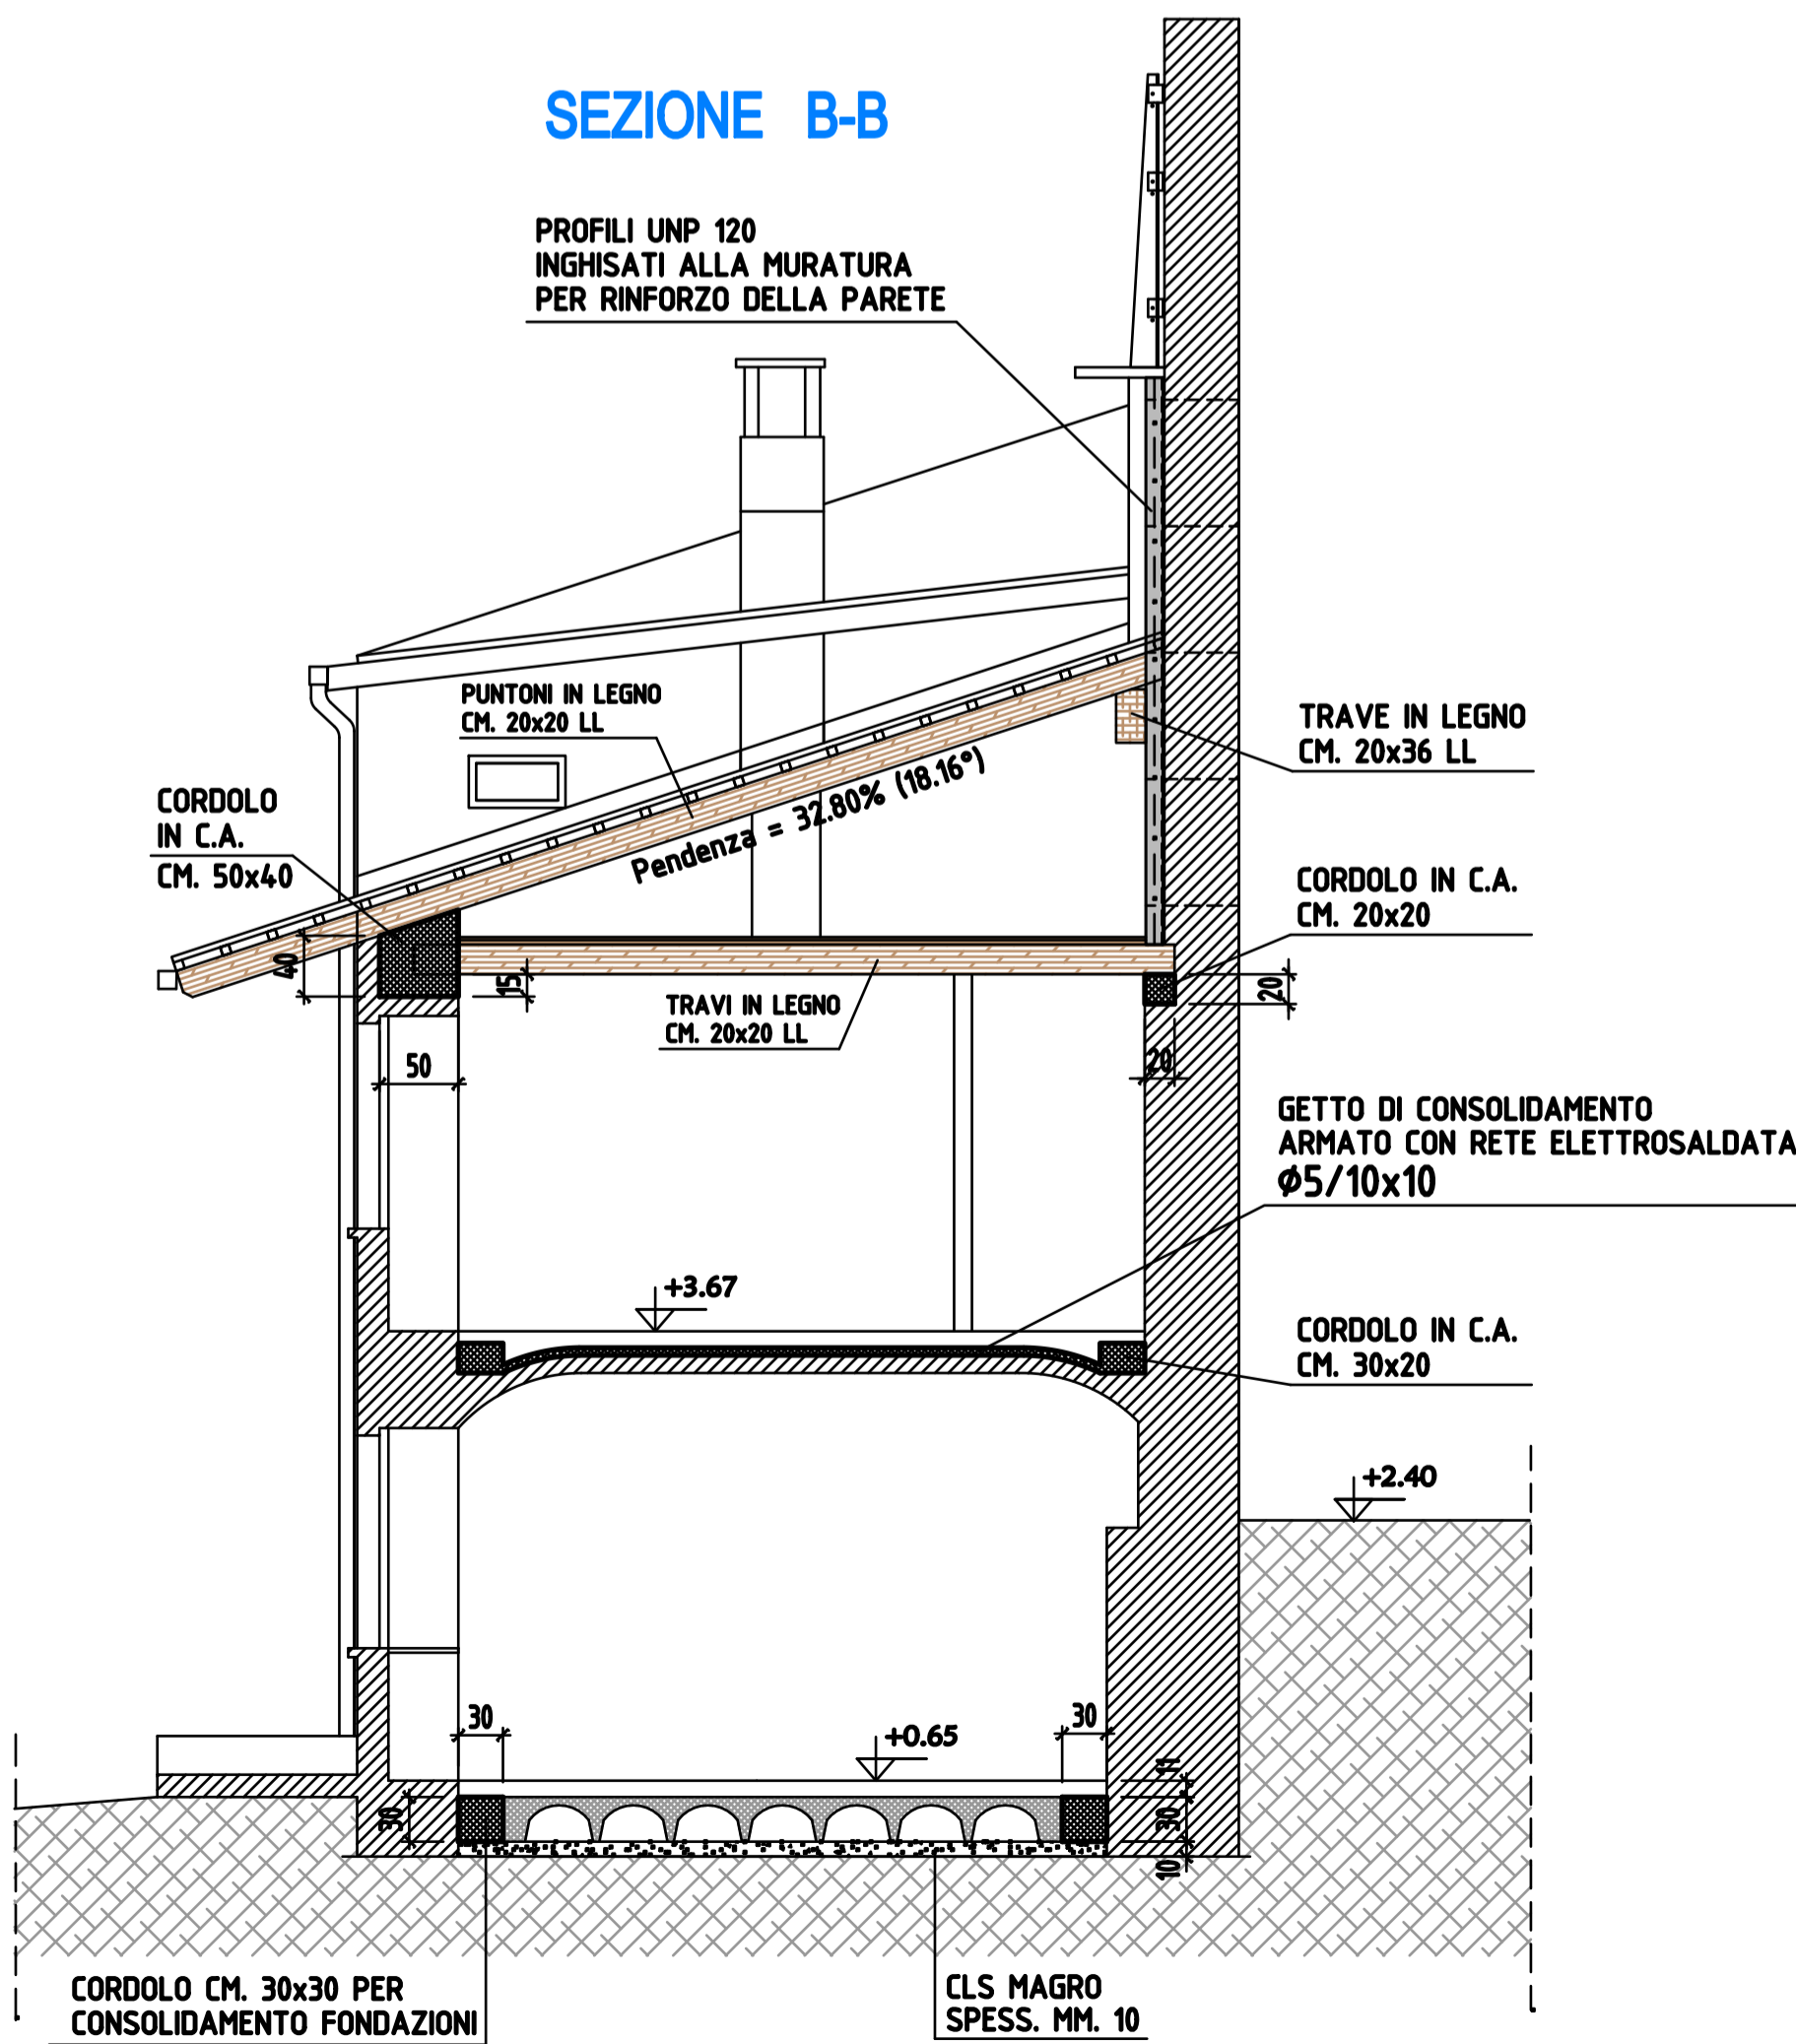 SEZIONE B-B
PROFILI UNP 120
INGHISATI ALLA MURATURA
PER RINFORZO DELLA PARETE
PUNTONI IN LEGNO
CM. 20x20 LL
TRAVE IN LEGNO
CM. 20x36 LL
Pendenza = 32.80% (18.16°)
CORDOLO
IN C.A.
CM. 50x40
CORDOLO IN C.A.
CM. 20x20
40
15
20
TRAVI IN LEGNO
CM. 20x20 LL
50
20
GETTO DI CONSOLIDAMENTO
ARMATO CON RETE ELETTROSALDATA
Ø5/10x10
+3.67
CORDOLO IN C.A.
CM. 30x20
+2.40
30
30
+0.65
11
30
30
10
CORDOLO CM. 30x30 PER
CONSOLIDAMENTO FONDAZIONI
CLS MAGRO
SPESS. MM. 10